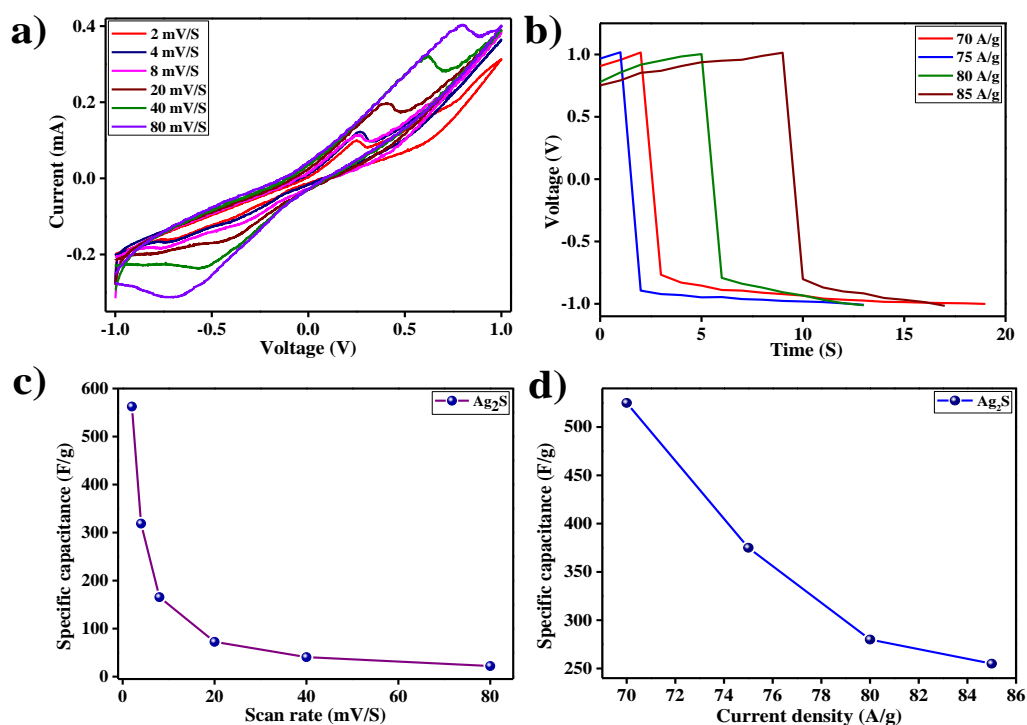 a)
2 mV/S
4 mV/S
8 mV/S
20 mV/S
40 mV/S
80 mV/S
0.4
0.2
0.0
-0.2
Current (mA)
-1.0 -0.5 0.0 0.5 1.0
Voltage (V)
b)
70 A/g
75 A/g
80 A/g
85 A/g
1.0
0.5
0.0
-0.5
-1.0
Voltage (V)
0 5 10 15 20
Time (S)
c)
Ag₂S
600
500
400
300
200
100
0
Specific capacitance (F/g)
0 20 40 60 80
Scan rate (mV/S)
d)
Ag₂S
500
450
400
350
300
250
Specific capacitance (F/g)
70 72 74 76 78 80 82 84 86
Current density (A/g)